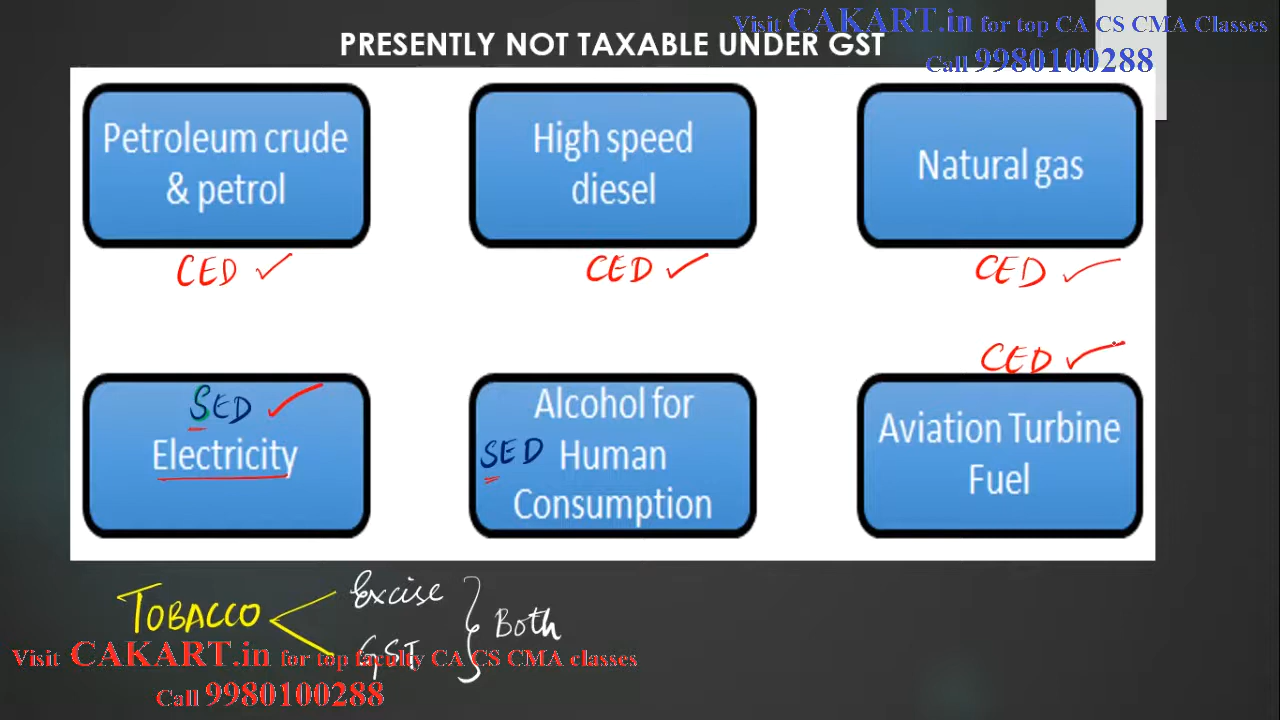 Visit CAKART.in for top CA CS CMA Classes
Call 9980100288
PRESENTLY NOT TAXABLE UNDER GST
Petroleum crude
& petrol
High speed
diesel
Natural gas
CED ✓
CED ✓
CED ✓
CED ✓
SED ✓
Electricity
Alcohol for
SED Human
Consumption
Aviation Turbine
Fuel
TOBACCO
Excise
GST
Both
Visit CAKART.in for top faculty CA CS CMA classes
Call 9980100288